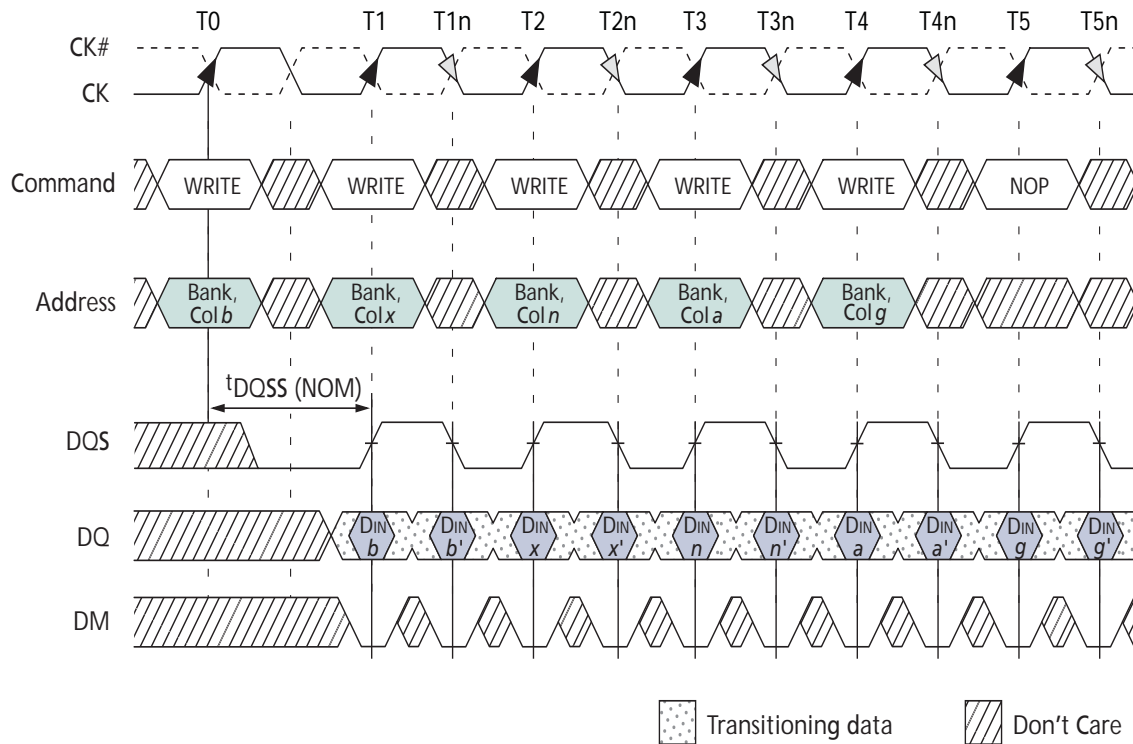 T0 T1 T1n T2 T2n T3 T3n T4 T4n T5 T5n
CK#
CK
Command WRITE WRITE WRITE WRITE WRITE NOP
Address Bank, Col b Bank, Col x Bank, Col n Bank, Col a Bank, Col g
tDQSS (NOM)
DQS
DQ DIN b DIN b' DIN x DIN x' DIN n DIN n' DIN a DIN a' DIN g DIN g'
DM
Transitioning data Don't Care